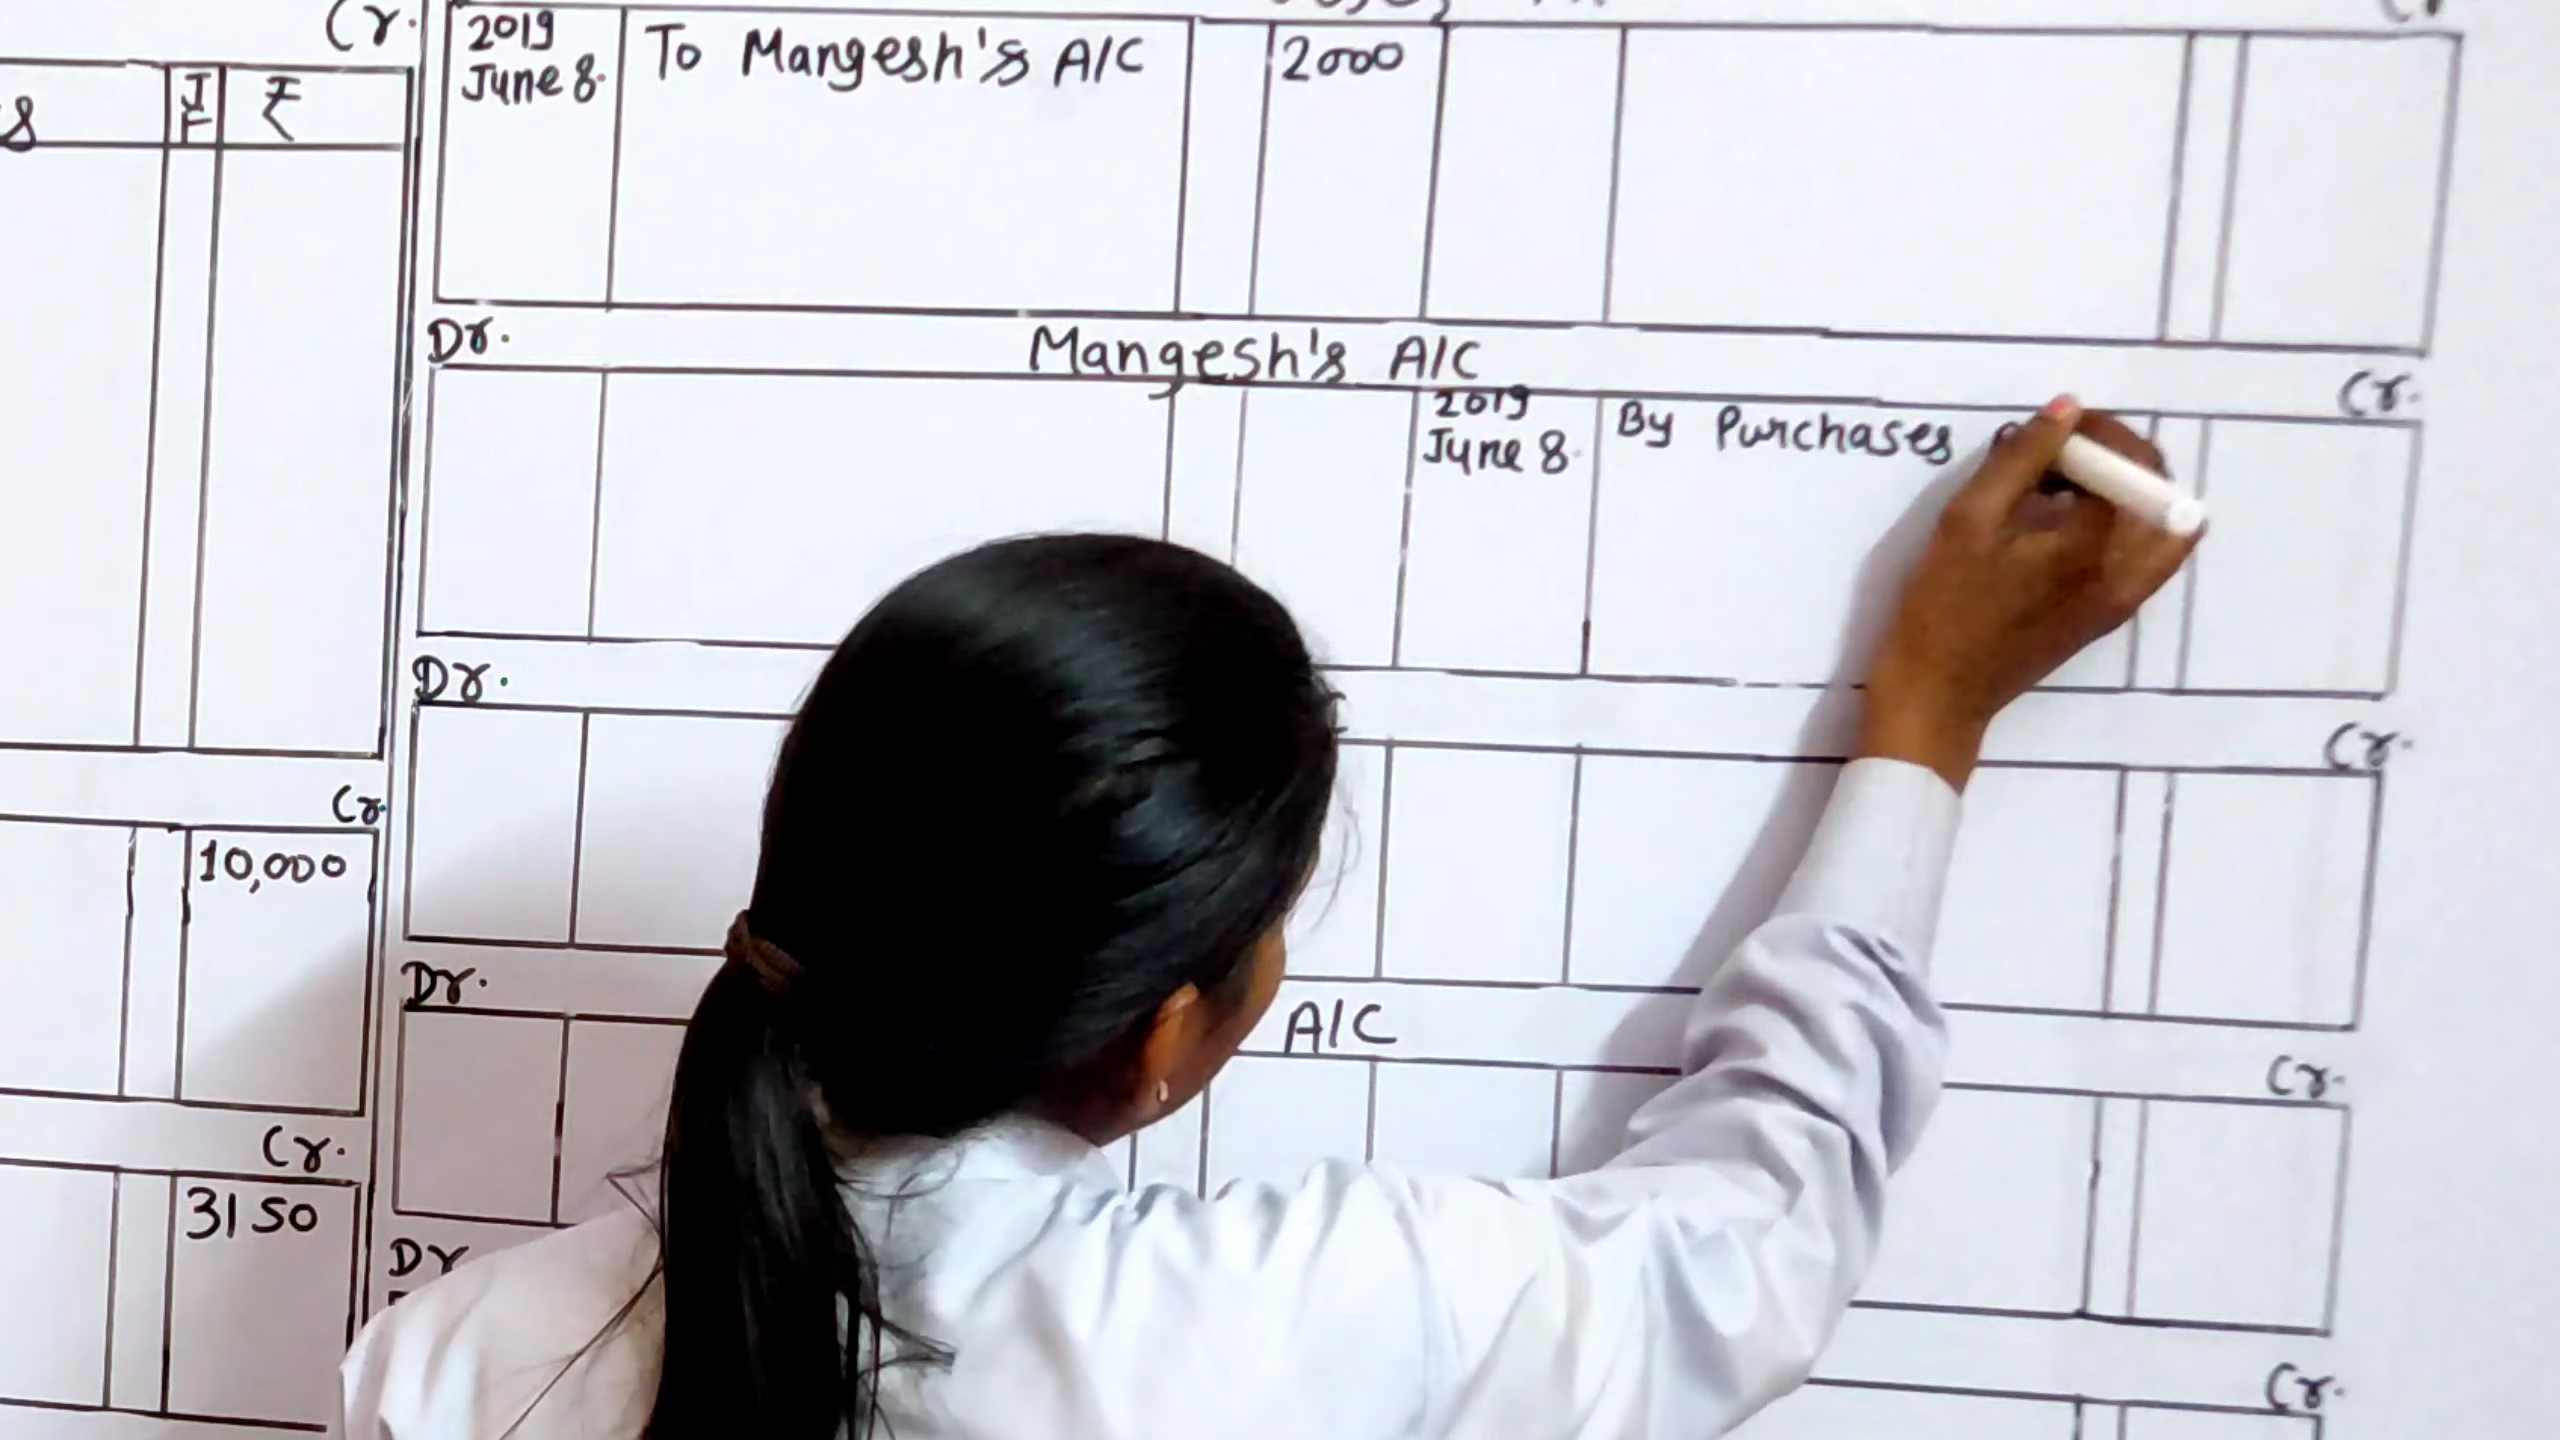 Cr.
s
J
F
₹
Cr.
10,000
Cr.
3150
Cr
2019
June 8.
To Mangesh's A/C
2000
Dr.
Mangesh's A/C
Cr.
2019
June 8.
By Purchases
Dr.
Cr.
Dr.
A/C
Cr.
Dr
Cr.